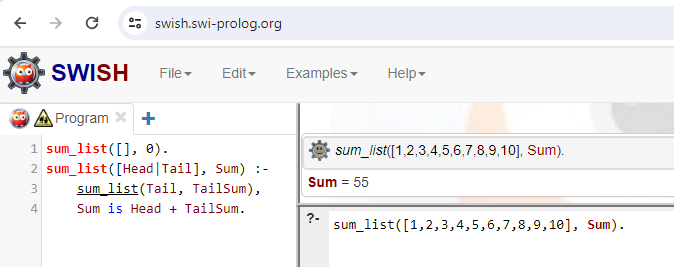 swish.swi-prolog.org
SWISH File Edit Examples Help
Program
1 sum_list([], 0).
2 sum_list([Head|Tail], Sum) :-
3     sum_list(Tail, TailSum),
4     Sum is Head + TailSum.
sum_list([1,2,3,4,5,6,7,8,9,10], Sum).
Sum = 55
?- sum_list([1,2,3,4,5,6,7,8,9,10], Sum).